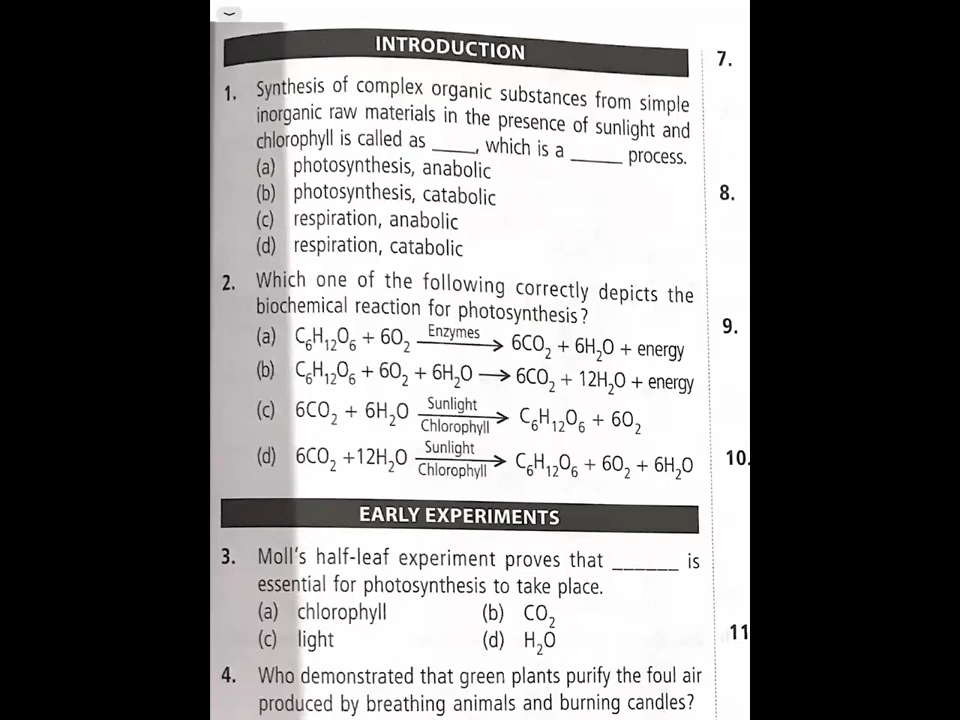 INTRODUCTION
1. Synthesis of complex organic substances from simple
inorganic raw materials in the presence of sunlight and
chlorophyll is called as _____, which is a ______ process.
(a) photosynthesis, anabolic
(b) photosynthesis, catabolic
(c) respiration, anabolic
(d) respiration, catabolic
2. Which one of the following correctly depicts the
biochemical reaction for photosynthesis?
(a) C₆H₁₂O₆ + 6O₂ —Enzymes→ 6CO₂ + 6H₂O + energy
(b) C₆H₁₂O₆ + 6O₂ + 6H₂O → 6CO₂ + 12H₂O + energy
(c) 6CO₂ + 6H₂O —Sunlight/Chlorophyll→ C₆H₁₂O₆ + 6O₂
(d) 6CO₂ +12H₂O —Sunlight/Chlorophyll→ C₆H₁₂O₆ + 6O₂ + 6H₂O
EARLY EXPERIMENTS
3. Moll's half-leaf experiment proves that ______ is
essential for photosynthesis to take place.
(a) chlorophyll (b) CO₂
(c) light (d) H₂O
4. Who demonstrated that green plants purify the foul air
produced by breathing animals and burning candles?
7.
8.
9.
10.
11